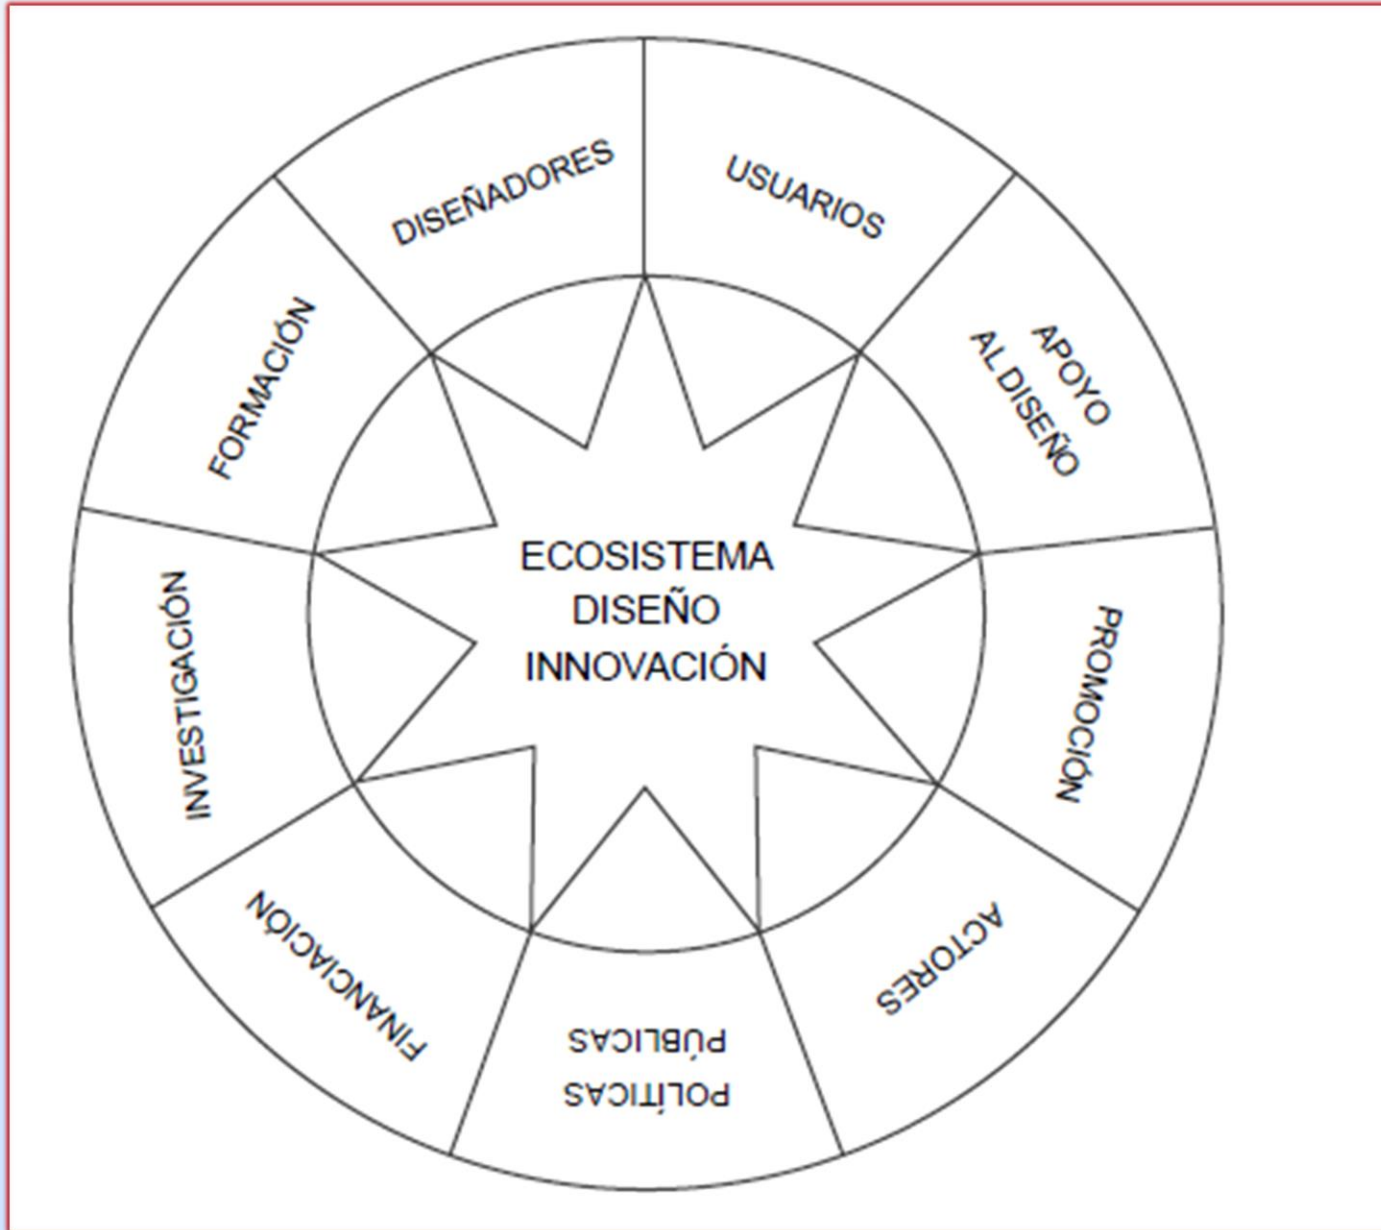 DISEÑADORES
USUARIOS
APOYO
AL DISEÑO
PROMOCIÓN
ACTORES
POLÍTICAS
PÚBLICAS
FINANCIACIÓN
INVESTIGACIÓN
FORMACIÓN
ECOSISTEMA
DISEÑO
INNOVACIÓN